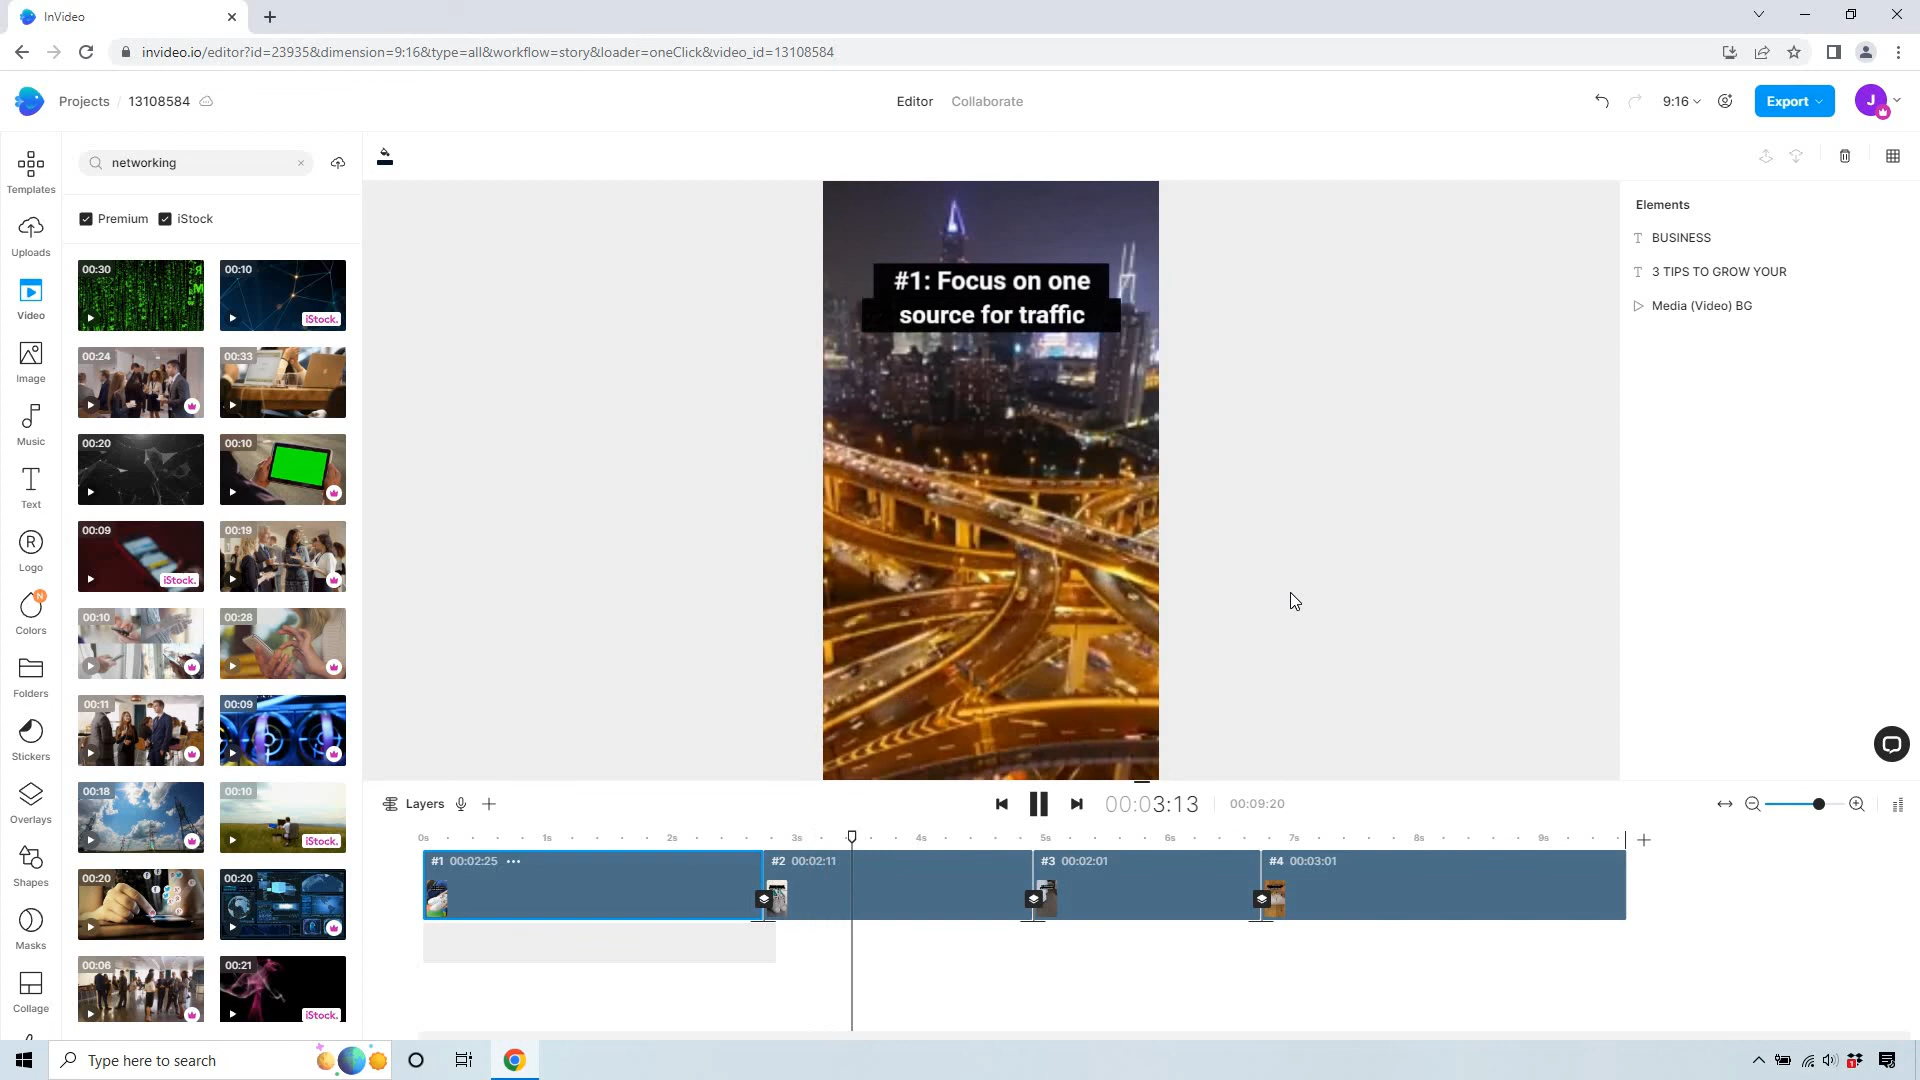 InVideo
invideo.io/editor?id=23935&dimension=9:16&type=all&workflow=story&loader=oneClick&video_id=13108584
Projects / 13108584
Editor
Collaborate
9:16
Export
J
Templates
Uploads
Video
Image
Music
Text
Logo
N
Colors
Folders
Stickers
Overlays
Shapes
Masks
Collage
networking
Premium
iStock
00:30
00:10
iStock.
00:24
00:33
00:20
00:10
00:09
iStock.
00:19
00:10
00:28
00:11
00:09
00:18
00:10
iStock.
00:20
00:20
00:06
00:21
iStock.
#1: Focus on one
source for traffic
Elements
BUSINESS
3 TIPS TO GROW YOUR
Media (Video) BG
Layers
00:03:13
00:09:20
0s
1s
2s
3s
4s
5s
6s
7s
8s
9s
#1 00:02:25
#2 00:02:11
#3 00:02:01
#4 00:03:01
Type here to search
1